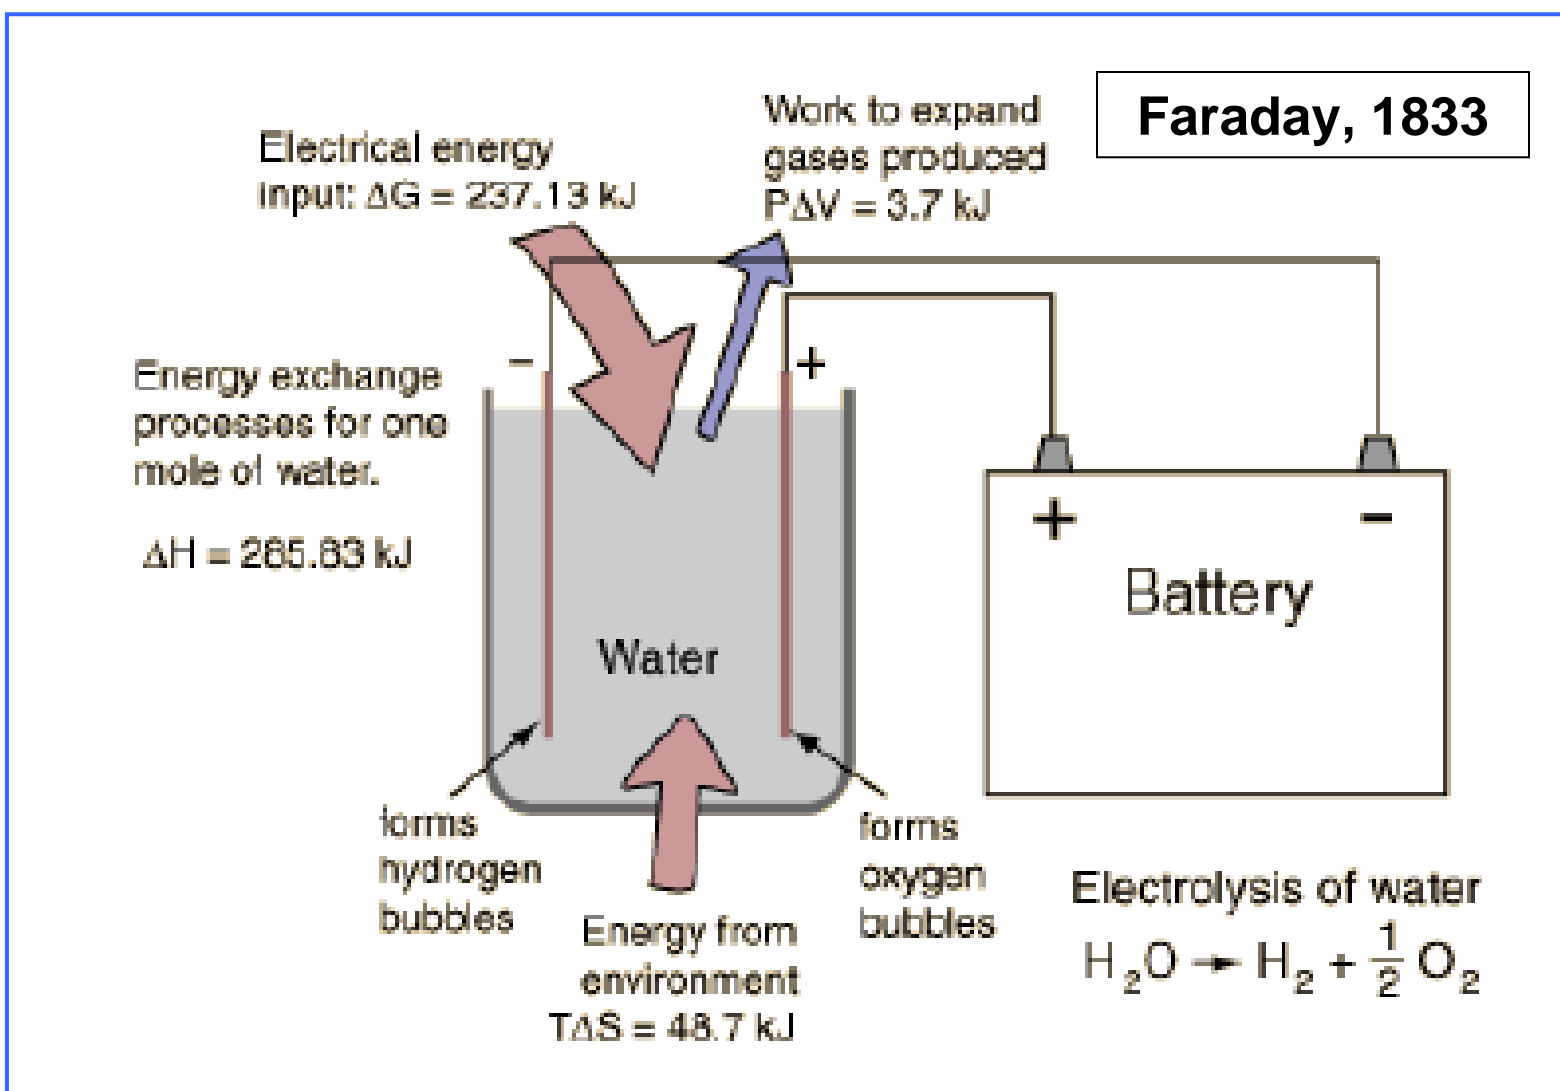 Faraday, 1833
Electrical energy
input: ΔG = 237.13 kJ
Work to expand
gases produced
PΔV = 3.7 kJ
Energy exchange
processes for one
mole of water.
ΔH = 285.83 kJ
−
+
+
−
Battery
Water
forms
hydrogen
bubbles
forms
oxygen
bubbles
Energy from
environment
TΔS = 48.7 kJ
Electrolysis of water
H₂O → H₂ + ½ O₂